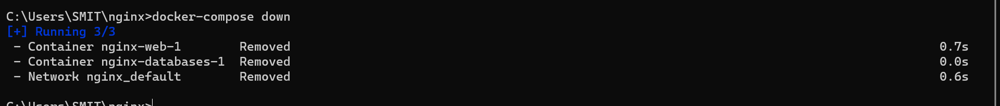 C:\Users\SMIT\nginx>docker-compose down
[+] Running 3/3
 - Container nginx-web-1        Removed                                                                                         0.7s
 - Container nginx-databases-1  Removed                                                                                         0.0s
 - Network nginx_default        Removed                                                                                         0.6s
C:\Users\SMIT\nginx>